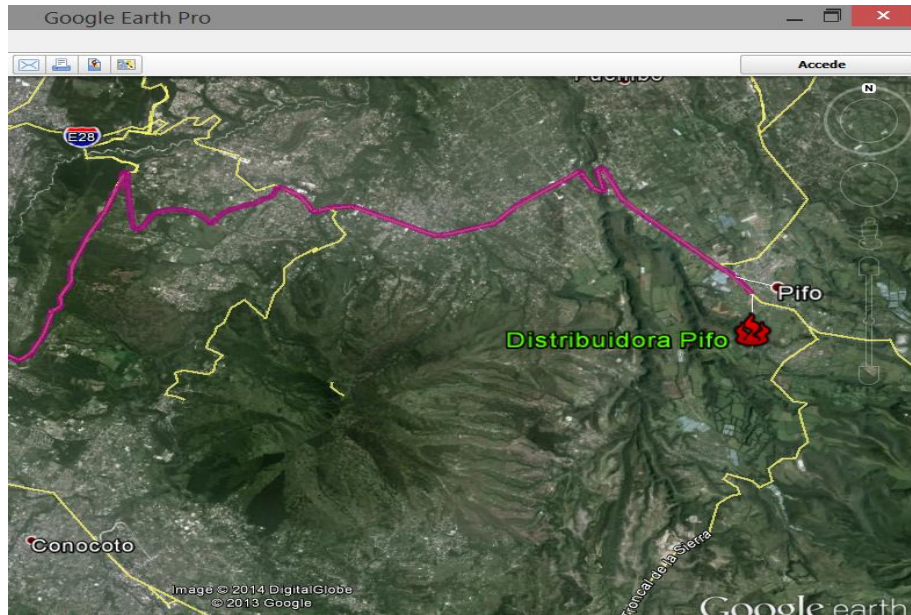 Google Earth Pro
Accede
N
Puembo
E28
Pifo
Distribuidora Pifo
Conocoto
Troncal de la Sierra
Image © 2014 DigitalGlobe
© 2013 Google
Google earth